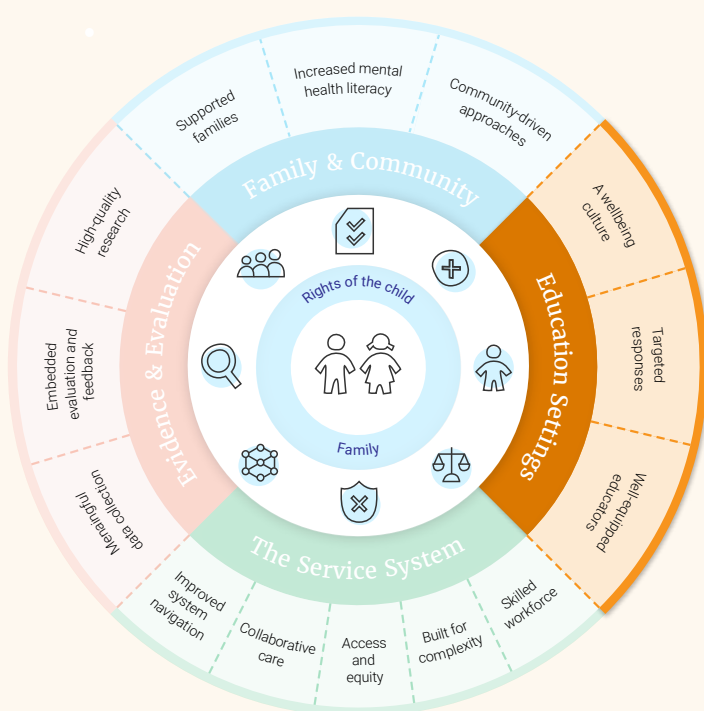 Supported
families
Increased mental
health literacy
Community-driven
approaches
Family & Community
A wellbeing
culture
Targeted
responses
Well-equipped
educators
Education Settings
Skilled
workforce
Built for
complexity
Access
and
equity
Collaborative
care
Improved
system
navigation
The Service System
Meaningful
data collection
Embedded
evaluation and
feedback
High-quality
research
Evidence & Evaluation
Rights of the child
Family